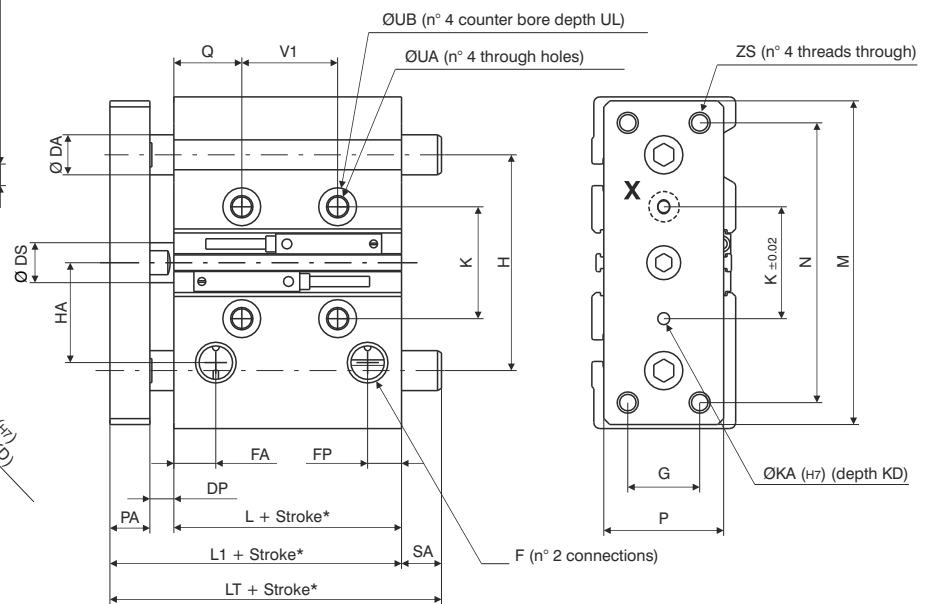 ØUB (n° 4 counter bore depth UL)
Q
V1
ØUA (n° 4 through holes)
ZS (n° 4 threads through)
Ø DA
X
Ø DS
HA
K
H
K ±0.02
N
M
(H7)
D)
FA
FP
DP
G
ØKA (H7) (depth KD)
PA
L + Stroke*
P
L1 + Stroke*
SA
F (n° 2 connections)
LT + Stroke*